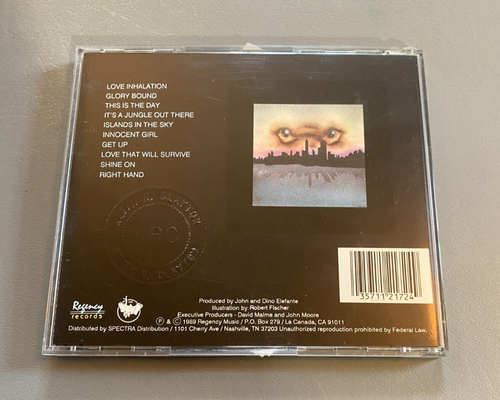 LOVE INHALATION
GLORY BOUND
THIS IS THE DAY
IT'S A JUNGLE OUT THERE
ISLANDS IN THE SKY
INNOCENT GIRL
GET UP
LOVE THAT WILL SURVIVE
SHINE ON
RIGHT HAND
Regency
records
35711 21724
Produced by John and Dino Elefante
Illustration by Robert Fischer
Executive Producers - David Malme and John Moore
Ⓟ & © 1989 Regency Music / P.O. Box 279 / La Canada, CA 91011
Distributed by SPECTRA Distribution / 1101 Cherry Ave / Nashville, TN 37203 Unauthorized reproduction prohibited by Federal Law.